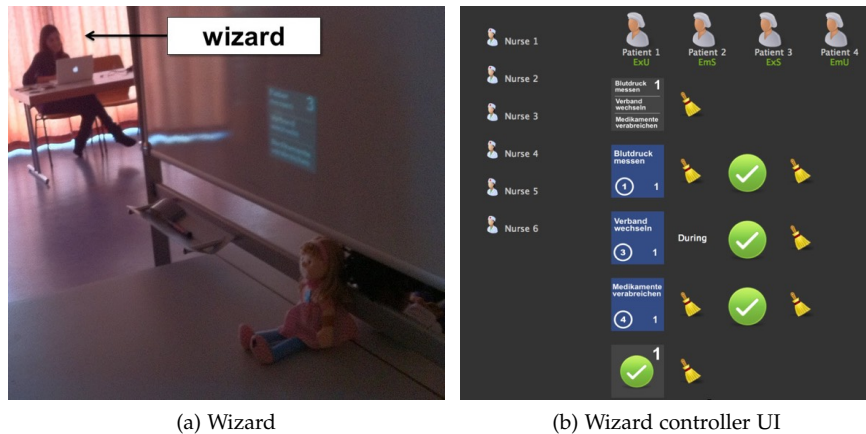 wizard
3
(a) Wizard
Nurse 1
Nurse 2
Nurse 3
Nurse 4
Nurse 5
Nurse 6
Patient 1
ExU
Patient 2
EmS
Patient 3
ExS
Patient 4
EmU
Blutdruck
messen
1
Verband
wechseln
Medikamente
verabreichen
Blutdruck
messen
1 1
Verband
wechseln
3 1
During
Medikamente
verabreichen
4 1
1
(b) Wizard controller UI